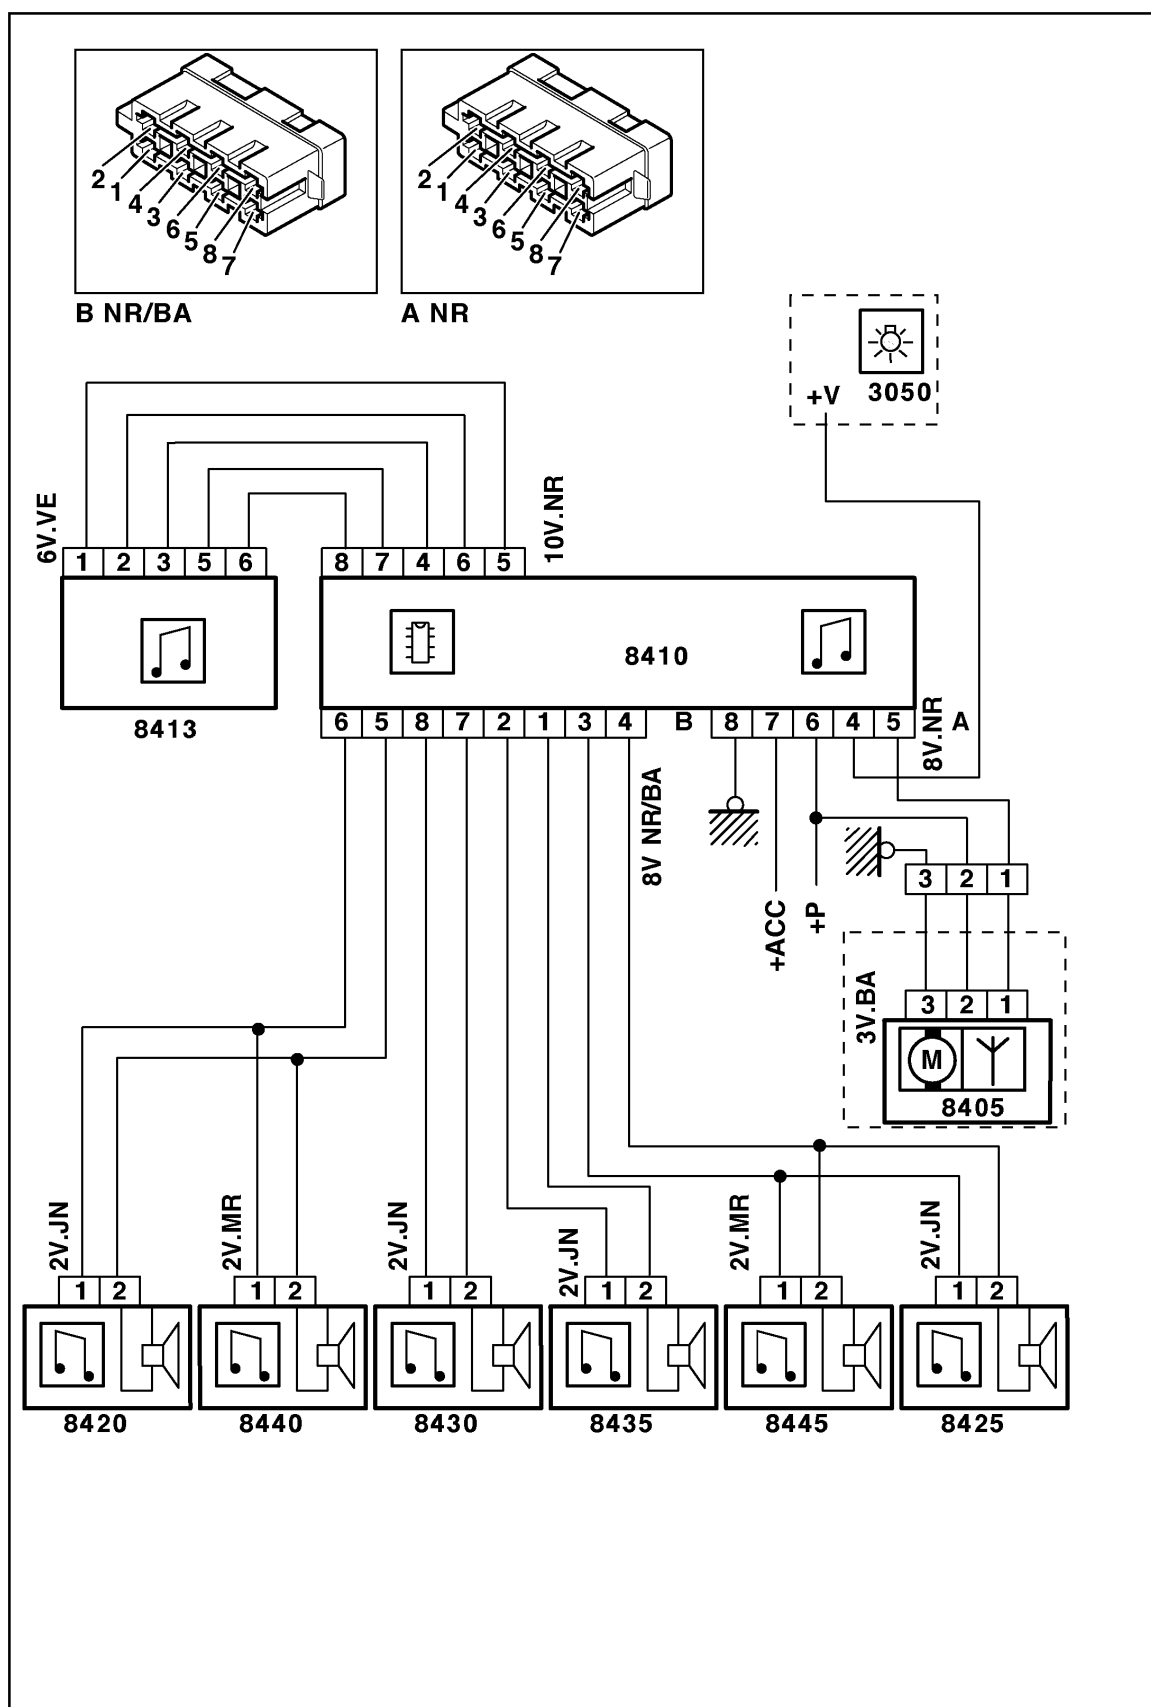 2 1 4 3 6 5 8 7
2 1 4 3 6 5 8 7
B NR/BA
A NR
+V
3050
6V.VE
1 2 3 5 6
8 7 4 6 5
10V.NR
8413
8410
6 5 8 7 2 1 3 4
B
8 7 6 4 5
8V.NR
A
8V NR/BA
+ACC
+P
3 2 1
3V.BA
3 2 1
M
8405
2V.JN
2V.MR
2V.JN
2V.JN
2V.MR
2V.JN
1 2
1 2
1 2
1 2
1 2
1 2
8420
8440
8430
8435
8445
8425